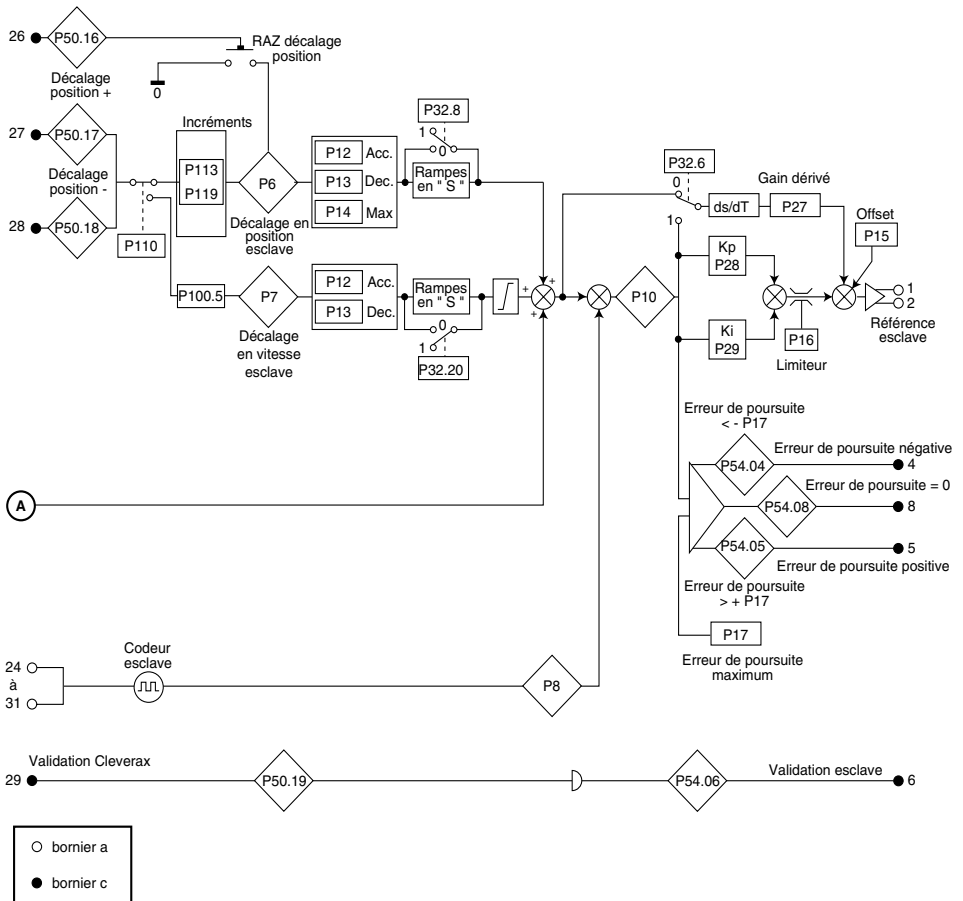 26
P50.16
Décalage
position +
RAZ décalage
position
0
27
P50.17
Décalage
position -
28
P50.18
P110
Incréments
P113
P119
P6
Décalage en
position
esclave
P12 Acc.
P13 Dec.
P14 Max
P32.8
1
0
Rampes
en " S "
P100.5
P7
Décalage
en vitesse
esclave
P12 Acc.
P13 Dec.
Rampes
en " S "
0
1
P32.20
+
+
+
P10
P32.6
0
1
ds/dT
P27
Gain dérivé
Kp
P28
Ki
P29
P16
Limiteur
Offset
P15
1
2
Référence
esclave
Erreur de poursuite
< - P17
P54.04
Erreur de poursuite négative
4
P54.08
Erreur de poursuite = 0
8
P54.05
5
Erreur de poursuite positive
Erreur de poursuite
> + P17
P17
Erreur de poursuite
maximum
A
24
à
31
Codeur
esclave
P8
Validation Cleverax
29
P50.19
P54.06
Validation esclave
6
bornier a
bornier c